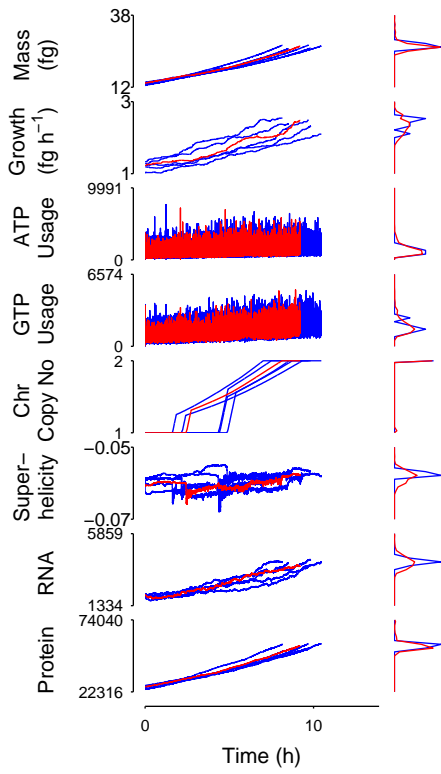 38
Mass
(fg)
12
3
Growth
(fg h⁻¹)
1
9991
ATP
Usage
0
6574
GTP
Usage
0
2
Chr
Copy No
1
−0.05
Super−
helicity
−0.07
5859
RNA
1334
74040
Protein
22316
0 10
Time (h)